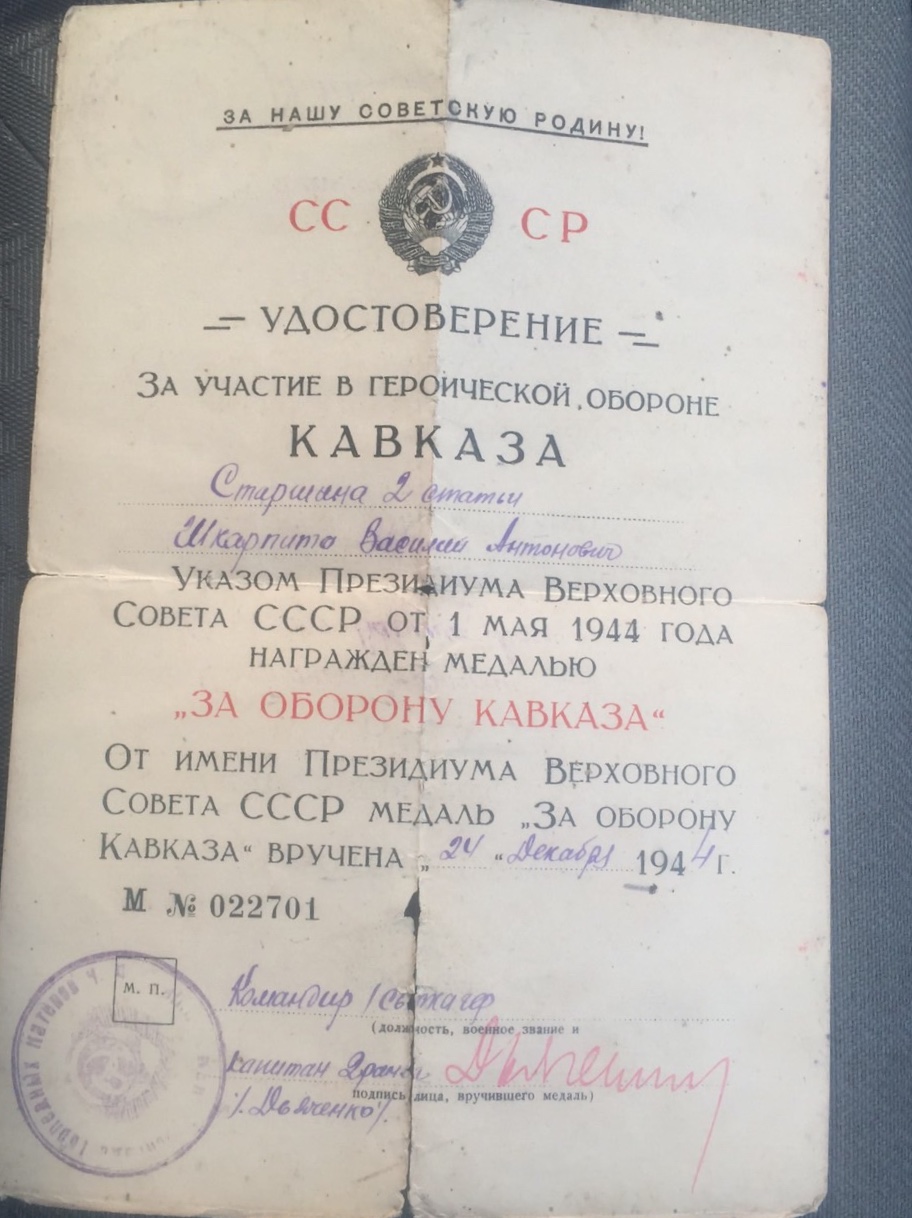 ЗА НАШУ СОВЕТСКУЮ РОДИНУ!
СС СР
УДОСТОВЕРЕНИЕ
ЗА УЧАСТИЕ В ГЕРОИЧЕСКОЙ ОБОРОНЕ
КАВКАЗА
Старшина 2 статьи
Шкарпито Василий Антонович
УКАЗОМ ПРЕЗИДИУМА ВЕРХОВНОГО
СОВЕТА СССР ОТ 1 МАЯ 1944 ГОДА
НАГРАЖДЕН МЕДАЛЬЮ
„ЗА ОБОРОНУ КАВКАЗА“
ОТ ИМЕНИ ПРЕЗИДИУМА ВЕРХОВНОГО
СОВЕТА СССР МЕДАЛЬ „ЗА ОБОРОНУ
КАВКАЗА“ ВРУЧЕНА „24“ Декабря 1944 г.
М № 022701
М. П.
Командир
(должность, военное звание и
капитан 2 ранга
подпись лица, вручившего медаль)
/Дьяченко/.
Торпедных Катеров